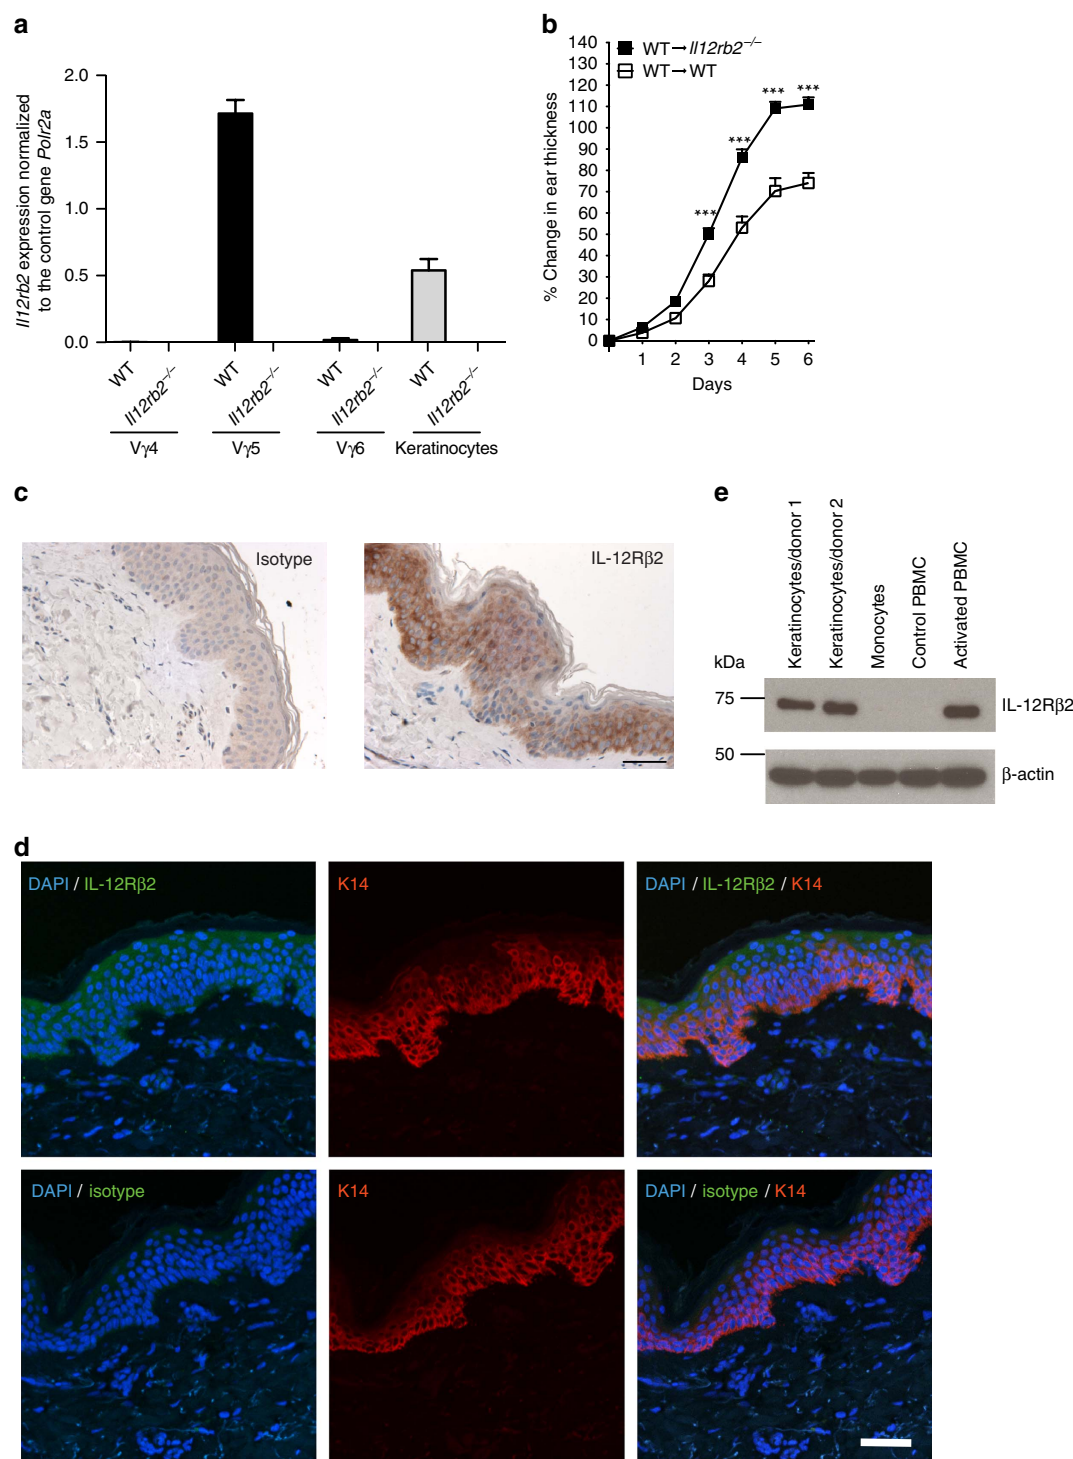 a
Il12rb2 expression normalized
to the control gene Polr2a
2.0
1.5
1.0
0.5
0.0
WT
Il12rb2⁻/⁻
WT
Il12rb2⁻/⁻
WT
Il12rb2⁻/⁻
WT
Il12rb2⁻/⁻
Vγ4
Vγ5
Vγ6
Keratinocytes
b
% Change in ear thickness
140
130
120
110
100
90
80
70
60
50
40
30
20
10
0
WT→Il12rb2⁻/⁻
WT→WT
***
***
***
***
1 2 3 4 5 6
Days
c
Isotype
IL-12Rβ2
e
Keratinocytes/donor 1
Keratinocytes/donor 2
Monocytes
Control PBMC
Activated PBMC
kDa
75
50
IL-12Rβ2
β-actin
d
DAPI / IL-12Rβ2
K14
DAPI / IL-12Rβ2 / K14
DAPI / isotype
K14
DAPI / isotype / K14